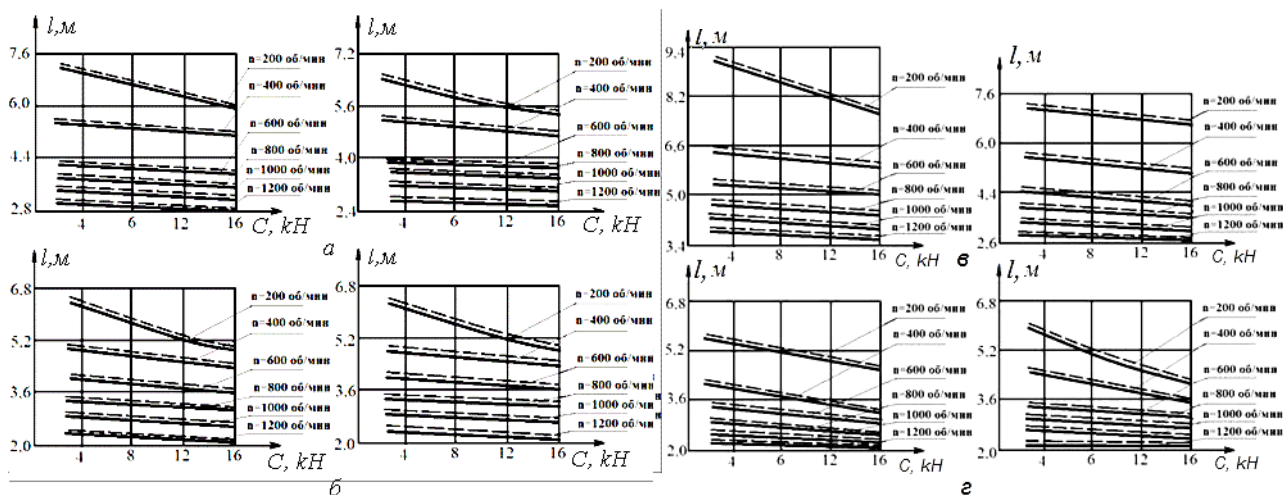 l,м
7.6
6.0
4.4
2.8
4
8
12
16
C, kH
n=200 об/мин
n=400 об/мин
n=600 об/мин
n=800 об/мин
n=1000 об/мин
n=1200 об/мин
l,м
7.2
5.6
4.0
2.4
4
8
12
16
C, kH
n=200 об/мин
n=400 об/мин
n=600 об/мин
n=800 об/мин
n=1000 об/мин
n=1200 об/мин
а
l, м
9.4
8.2
6.6
5.0
3.4
4
8
12
16
C, kH
n=200 об/мин
n=400 об/мин
n=600 об/мин
n=800 об/мин
n=1000 об/мин
n=1200 об/мин
l, м
7.6
6.0
4.4
2.6
4
8
12
16
C, kH
n=200 об/мин
n=400 об/мин
n=600 об/мин
n=800 об/мин
n=1000 об/мин
n=1200 об/мин
в
l,м
6.8
5.2
3.6
2.0
4
8
12
16
C, kH
n=200 об/мин
n=400 об/мин
n=600 об/мин
n=800 об/мин
n=1000 об/мин
n=1200 об/мин
l,м
6.8
5.2
3.6
2.0
4
8
12
16
C, kH
n=200 об/мин
n=400 об/мин
n=600 об/мин
n=800 об/мин
n=1000 об/мин
n=1200 об/мин
б
l, м
6.8
5.2
3.6
2.0
4
8
12
16
C, kH
n=200 об/мин
n=400 об/мин
n=600 об/мин
n=800 об/мин
n=1000 об/мин
n=1200 об/мин
l, м
6.8
5.2
3.6
2.0
4
8
12
16
C, kH
n=200 об/мин
n=400 об/мин
n=600 об/мин
n=800 об/мин
n=1000 об/мин
n=1200 об/мин
г